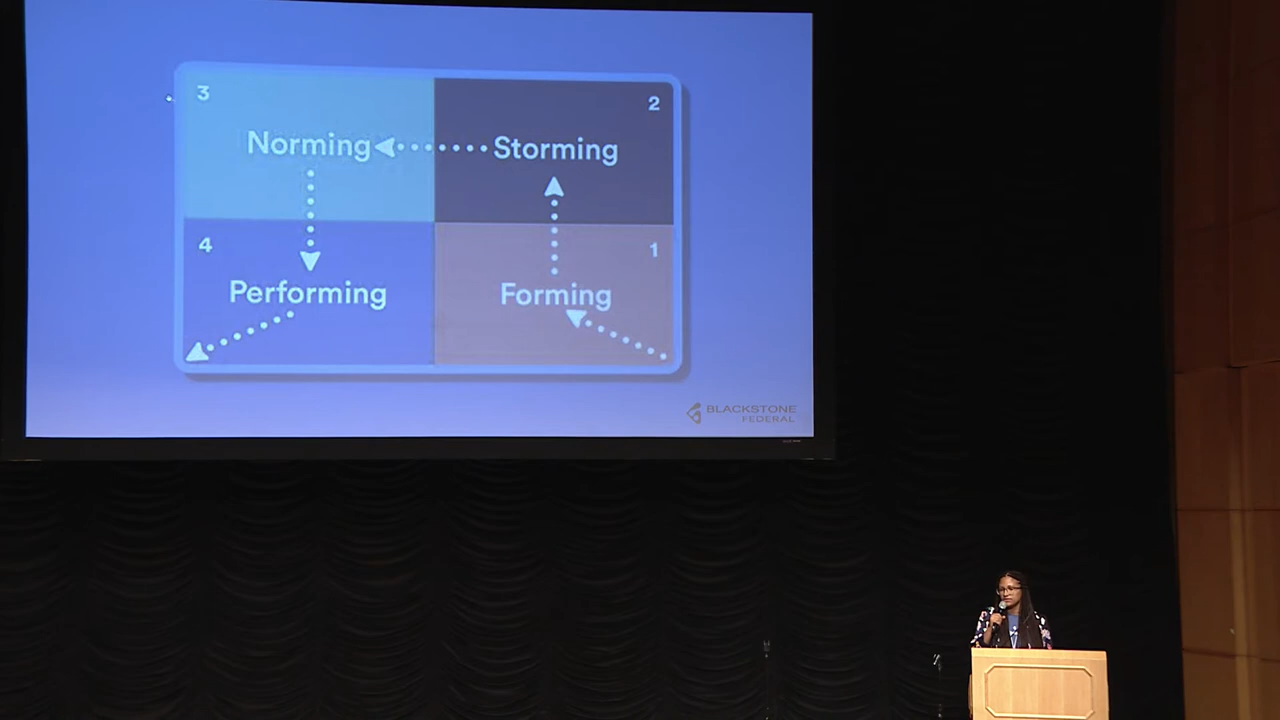 3
2
Norming
Storming
4
1
Performing
Forming
BLACKSTONE
FEDERAL